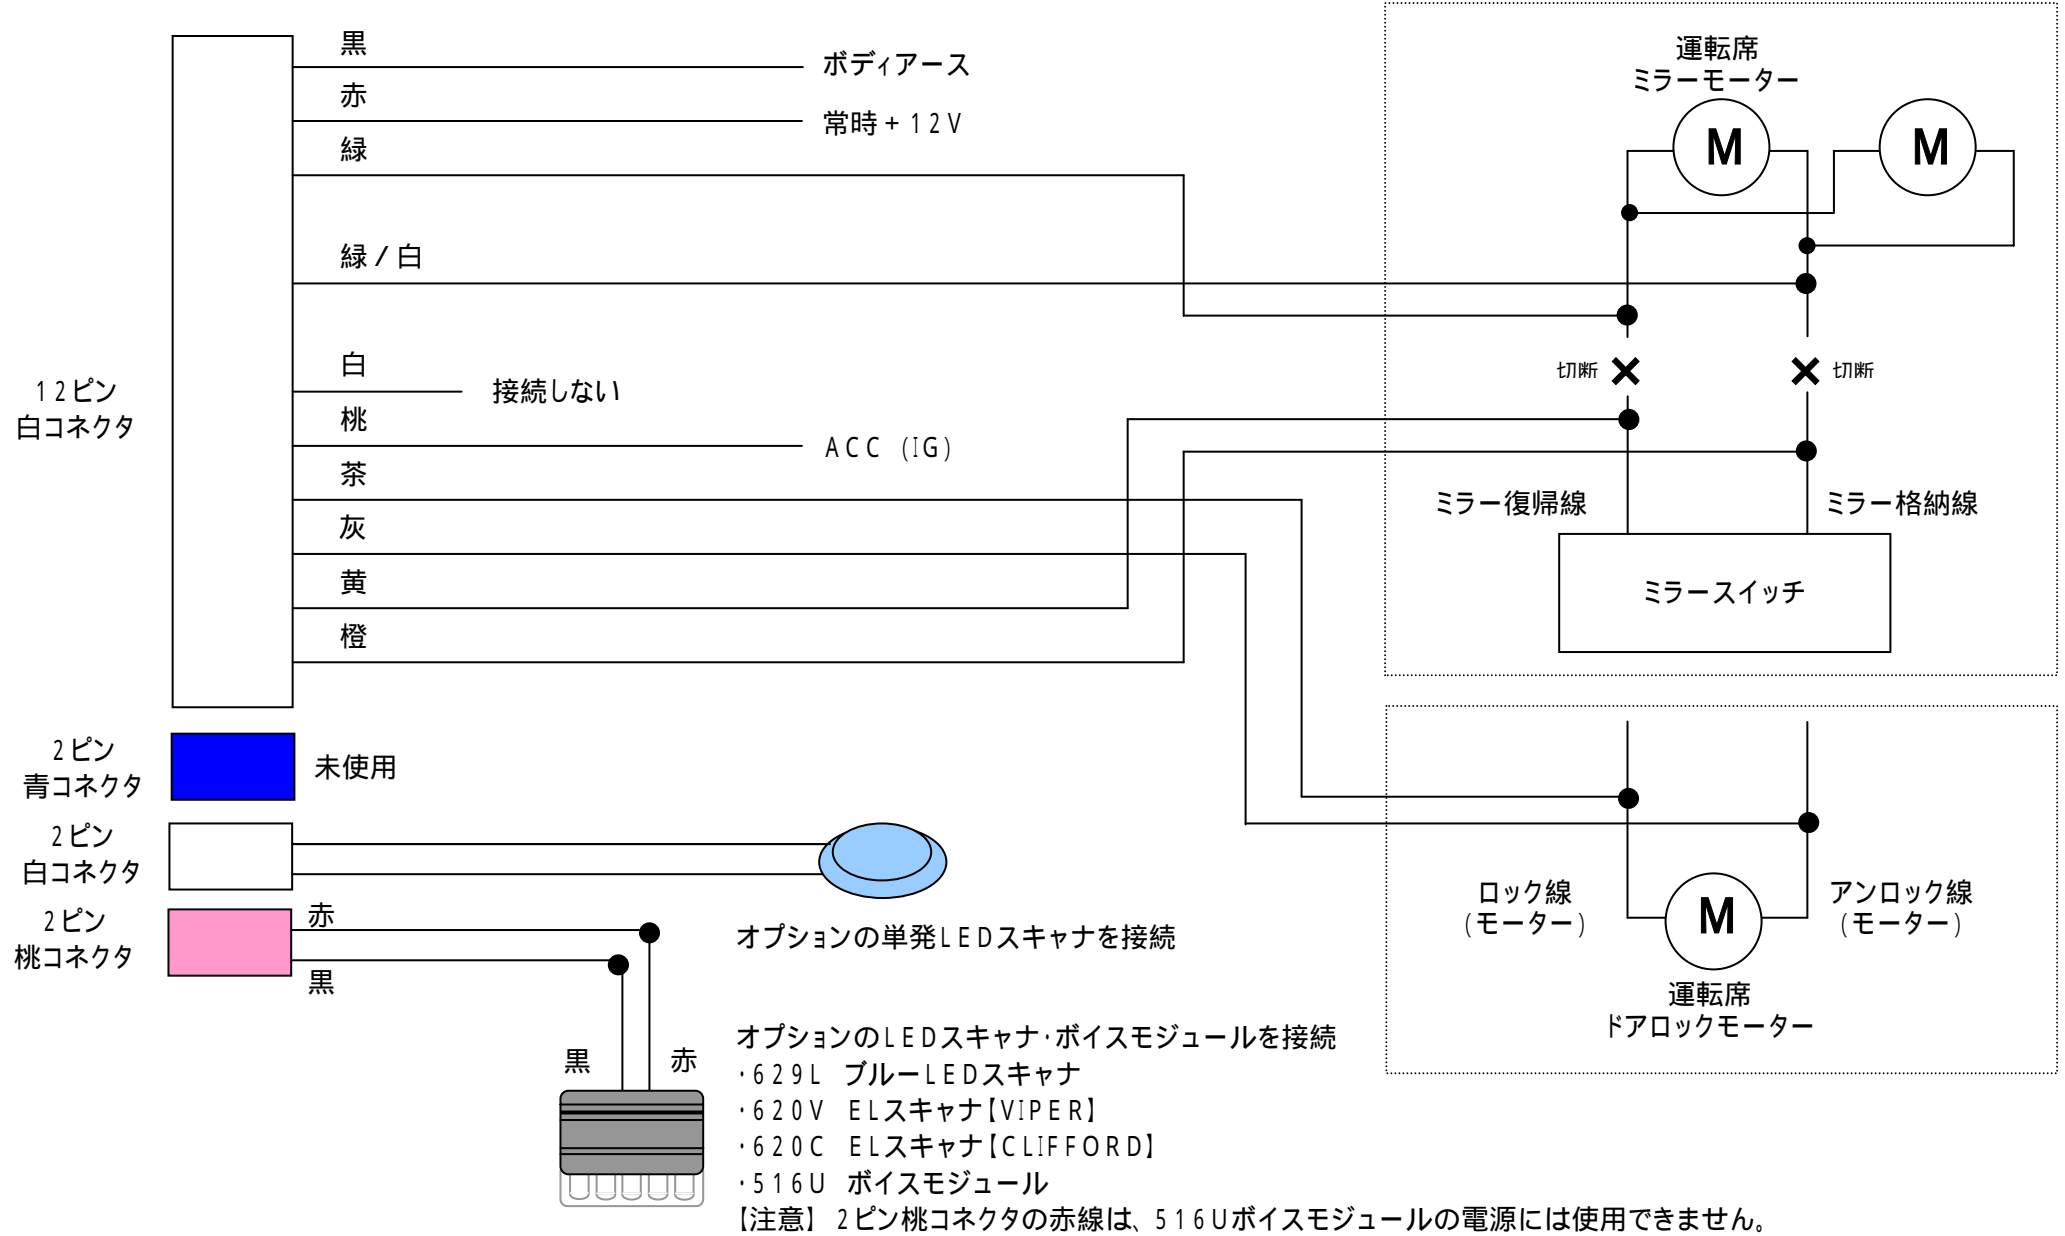 黒
ボディアース
赤
常時+12V
緑
緑/白
白
接続しない
桃
ACC (IG)
茶
灰
黄
橙
12ピン
白コネクタ
運転席
ミラーモーター
M
M
切断
切断
ミラー復帰線
ミラー格納線
ミラースイッチ
2ピン
青コネクタ
未使用
2ピン
白コネクタ
2ピン
桃コネクタ
赤
黒
オプションの単発LEDスキャナを接続
黒
赤
ロック線
(モーター)
M
アンロック線
(モーター)
運転席
ドアロックモーター
オプションのLEDスキャナ・ボイスモジュールを接続
・629L ブルーLEDスキャナ
・620V ELスキャナ【VIPER】
・620C ELスキャナ【CLIFFORD】
・516U ボイスモジュール
【注意】 2ピン桃コネクタの赤線は、516Uボイスモジュールの電源には使用できません。